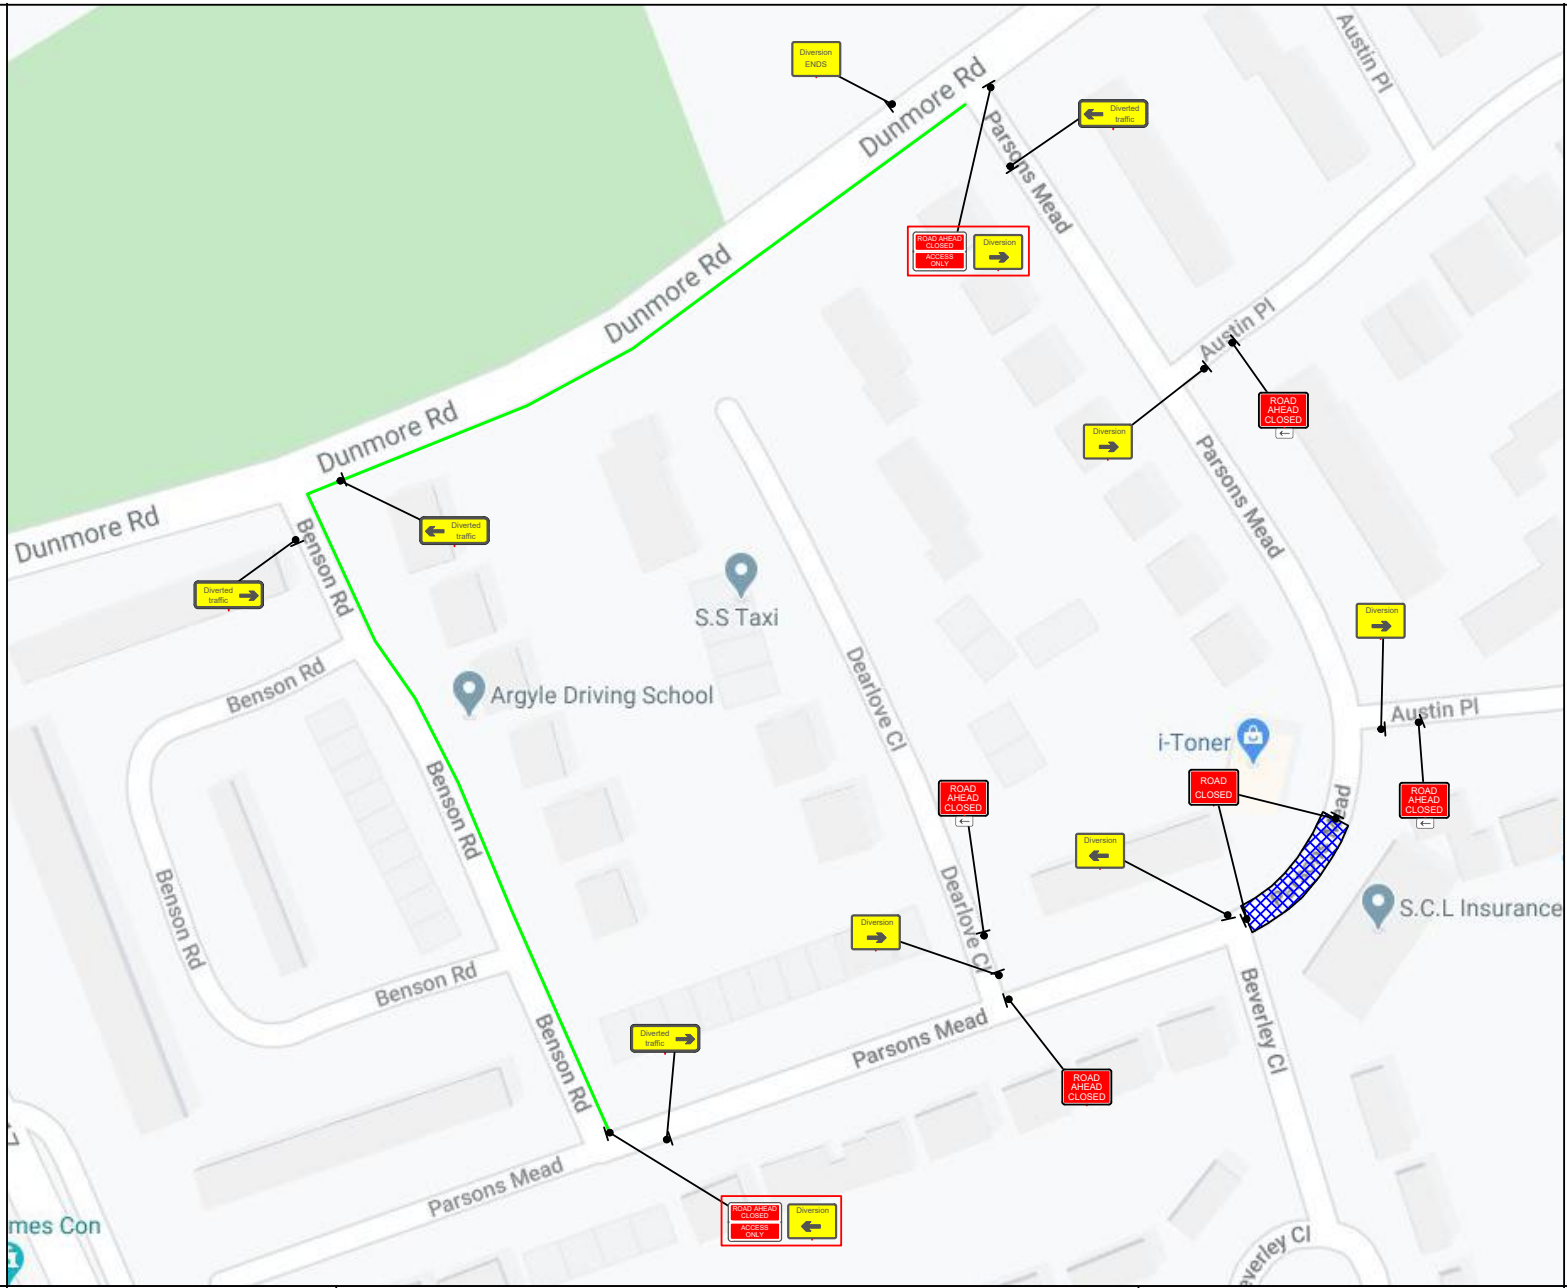 Austin Pl
Diversion
ENDS
Dunmore Rd
Diverted
traffic
Parsons Mead
ROAD AHEAD
CLOSED
ACCESS
ONLY
Diversion
Dunmore Rd
Austin Pl
ROAD
AHEAD
CLOSED
←
Diversion
Dunmore Rd
Parsons Mead
Dunmore Rd
Diverted
traffic
Benson Rd
Diverted
traffic
S.S Taxi
Diversion
Benson Rd
Argyle Driving School
Dearlove Cl
Austin Pl
i-Toner
ROAD
CLOSED
ROAD
AHEAD
CLOSED
←
ROAD
AHEAD
CLOSED
←
ead
Benson Rd
Diversion
Benson Rd
Dearlove Cl
S.C.L Insurance
Diversion
Benson Rd
Beverley Cl
Benson Rd
Diverted
traffic
Parsons Mead
ROAD
AHEAD
CLOSED
Parsons Mead
ROAD AHEAD
CLOSED
ACCESS
ONLY
Diversion
mes Con
everley Cl